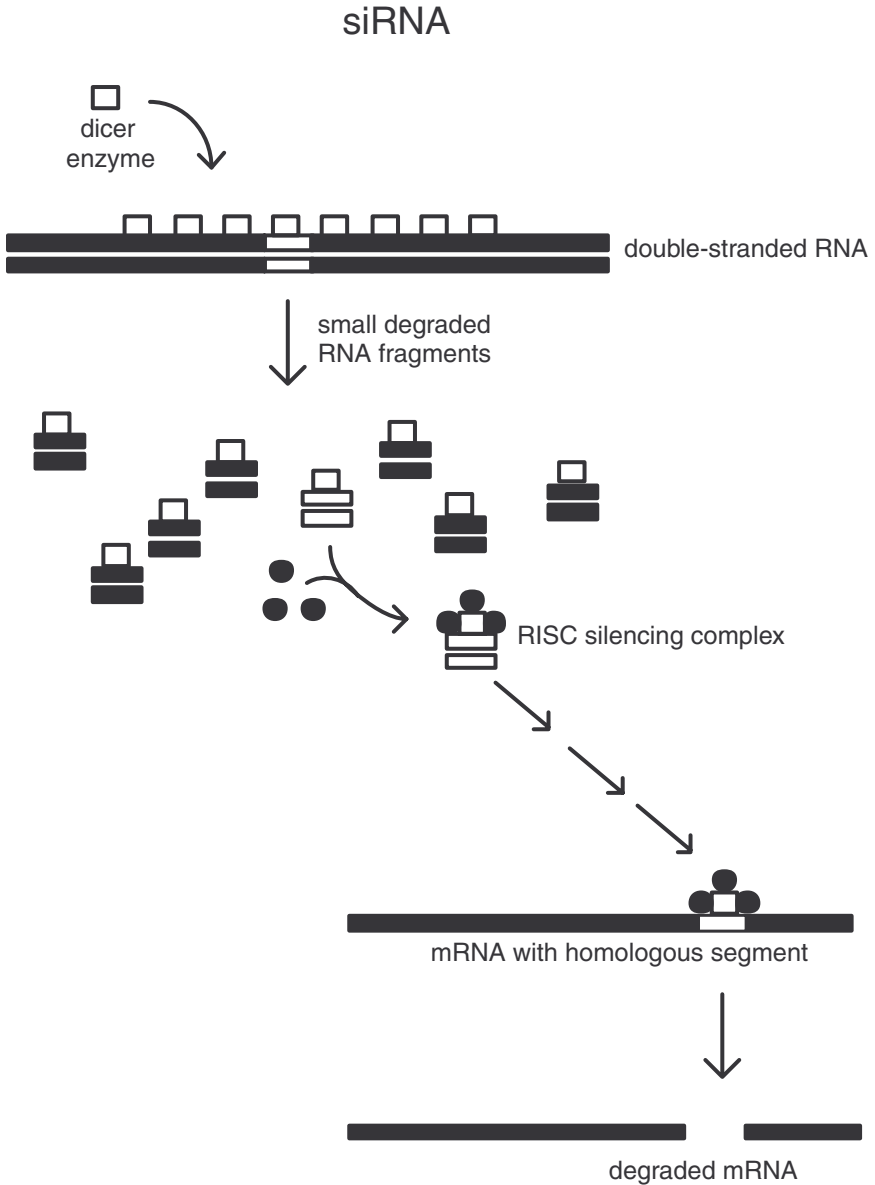 siRNA
dicer
enzyme
double-stranded RNA
small degraded
RNA fragments
RISC silencing complex
mRNA with homologous segment
degraded mRNA